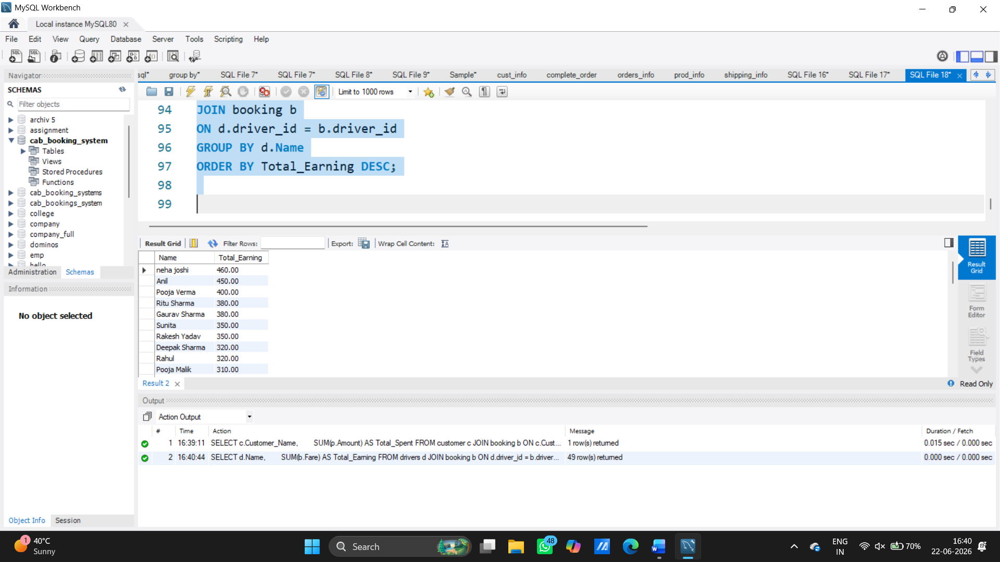 MySQL Workbench
Local instance MySQL80
File Edit View Query Database Server Tools Scripting Help
Navigator
SCHEMAS
Filter objects
archiv 5
assignment
cab_booking_system
Tables
Views
Stored Procedures
Functions
cab_booking_systems
cab_bookings_system
college
company
company_full
dominos
emp
hello
Administration Schemas
Information
No object selected
Object Info Session
sql* group by* SQL File 7* SQL File 7* SQL File 8* SQL File 9* Sample* cust_info complete_order orders_info prod_info shipping_info SQL File 16* SQL File 17* SQL File 18*
Limit to 1000 rows
94 JOIN booking b
95 ON d.driver_id = b.driver_id
96 GROUP BY d.Name
97 ORDER BY Total_Earning DESC;
98
99
Result Grid Filter Rows: Export: Wrap Cell Content:
Name Total_Earning
neha joshi 460.00
Anil 450.00
Pooja Verma 400.00
Ritu Sharma 380.00
Gaurav Sharma 380.00
Sunita 350.00
Rakesh Yadav 350.00
Deepak Sharma 320.00
Rahul 320.00
Pooja Malik 310.00
Result Grid
Form Editor
Field Types
Result 2
Read Only
Output
Action Output
# Time Action Message Duration / Fetch
1 16:39:11 SELECT c.Customer_Name, SUM(p.Amount) AS Total_Spent FROM customer c JOIN booking b ON c.Cust... 1 row(s) returned 0.015 sec / 0.000 sec
2 16:40:44 SELECT d.Name, SUM(b.Fare) AS Total_Earning FROM drivers d JOIN booking b ON d.driver_id = b.driver... 49 row(s) returned 0.000 sec / 0.000 sec
1
40°C
Sunny
Search
48
ENG
IN
70%
16:40
22-06-2026